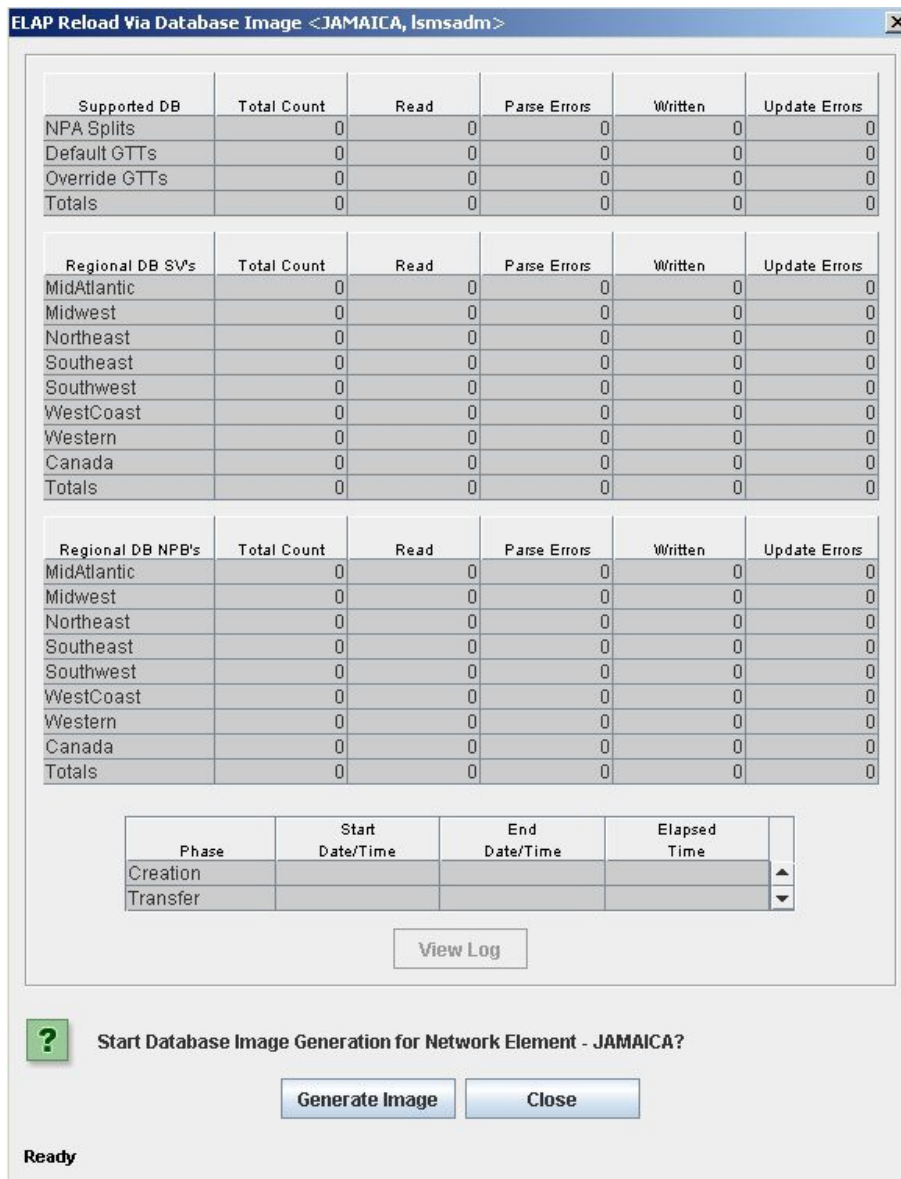 ELAP Reload Via Database Image <JAMAICA, lsmsadm>
Supported DB Total Count Read Parse Errors Written Update Errors
NPA Splits 0 0 0 0 0
Default GTTs 0 0 0 0 0
Override GTTs 0 0 0 0 0
Totals 0 0 0 0 0
Regional DB SV's Total Count Read Parse Errors Written Update Errors
MidAtlantic 0 0 0 0 0
Midwest 0 0 0 0 0
Northeast 0 0 0 0 0
Southeast 0 0 0 0 0
Southwest 0 0 0 0 0
WestCoast 0 0 0 0 0
Western 0 0 0 0 0
Canada 0 0 0 0 0
Totals 0 0 0 0 0
Regional DB NPB's Total Count Read Parse Errors Written Update Errors
MidAtlantic 0 0 0 0 0
Midwest 0 0 0 0 0
Northeast 0 0 0 0 0
Southeast 0 0 0 0 0
Southwest 0 0 0 0 0
WestCoast 0 0 0 0 0
Western 0 0 0 0 0
Canada 0 0 0 0 0
Totals 0 0 0 0 0
Start End Elapsed
Phase Date/Time Date/Time Time
Creation
Transfer
View Log
? Start Database Image Generation for Network Element - JAMAICA?
Generate Image Close
Ready